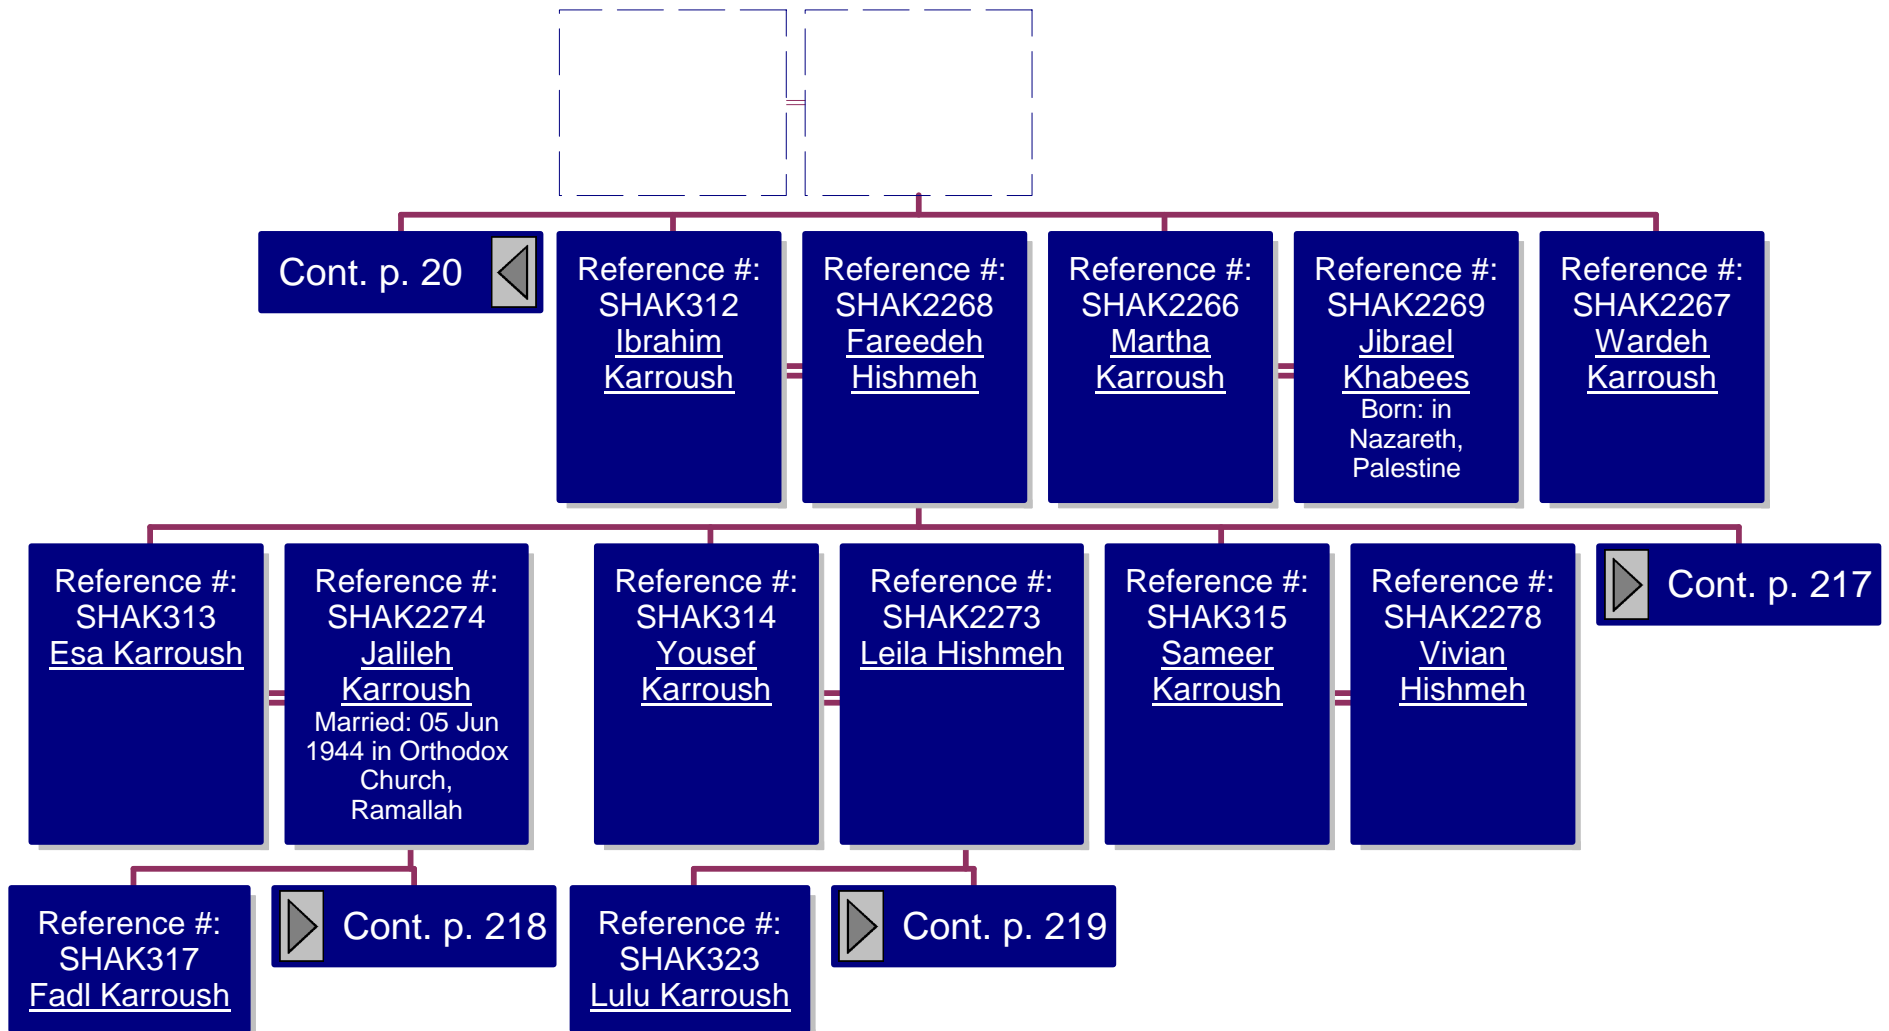 Cont. p. 20
Reference #:
SHAK312
Ibrahim
Karroush
Reference #:
SHAK2268
Fareedeh
Hishmeh
Reference #:
SHAK2266
Martha
Karroush
Reference #:
SHAK2269
Jibrael
Khabees
Born: in
Nazareth,
Palestine
Reference #:
SHAK2267
Wardeh
Karroush
Reference #:
SHAK313
Esa Karroush
Reference #:
SHAK2274
Jalileh
Karroush
Married: 05 Jun
1944 in Orthodox
Church,
Ramallah
Reference #:
SHAK314
Yousef
Karroush
Reference #:
SHAK2273
Leila Hishmeh
Reference #:
SHAK315
Sameer
Karroush
Reference #:
SHAK2278
Vivian
Hishmeh
Cont. p. 217
Reference #:
SHAK317
Fadl Karroush
Cont. p. 218
Reference #:
SHAK323
Lulu Karroush
Cont. p. 219